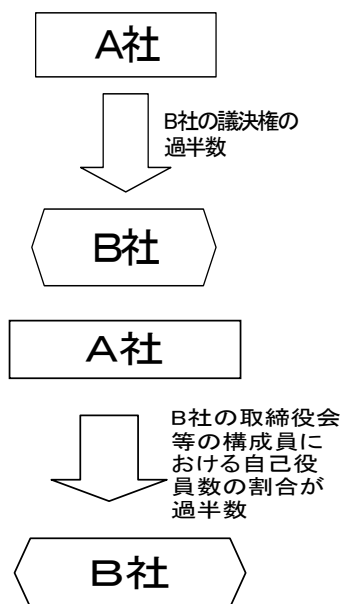 A社
B社の議決権の
過半数
B社
A社
B社の取締役会
等の構成員に
おける自己役
員数の割合が
過半数
B社